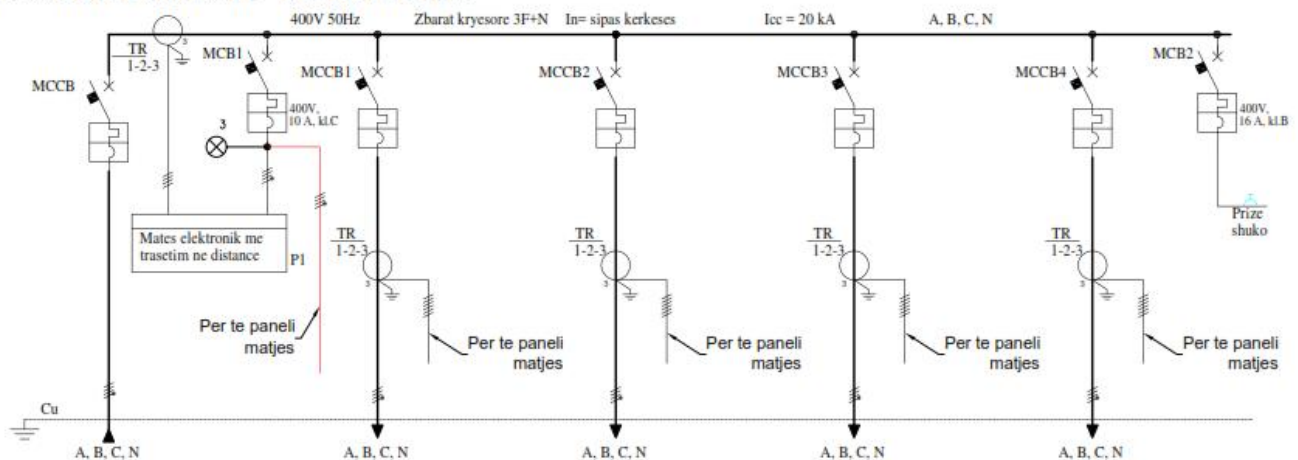 400V 50Hz Zbarat kryesore 3F+N In= sipas kerkeses Icc = 20 kA A, B, C, N
3
TR
1-2-3
MCCB
MCB1
MCCB1
MCCB2
MCCB3
MCCB4
MCB2
400V,
10 A, kl.C
400V,
16 A, kl.B
3
Mates elektronik me
trasetim ne distance
P1
Prize
shuko
TR
1-2-3
3
TR
1-2-3
3
TR
1-2-3
3
TR
1-2-3
3
Per te paneli
matjes
Per te paneli
matjes
Per te paneli
matjes
Per te paneli
matjes
Per te paneli
matjes
Cu
A, B, C, N
A, B, C, N
A, B, C, N
A, B, C, N
A, B, C, N